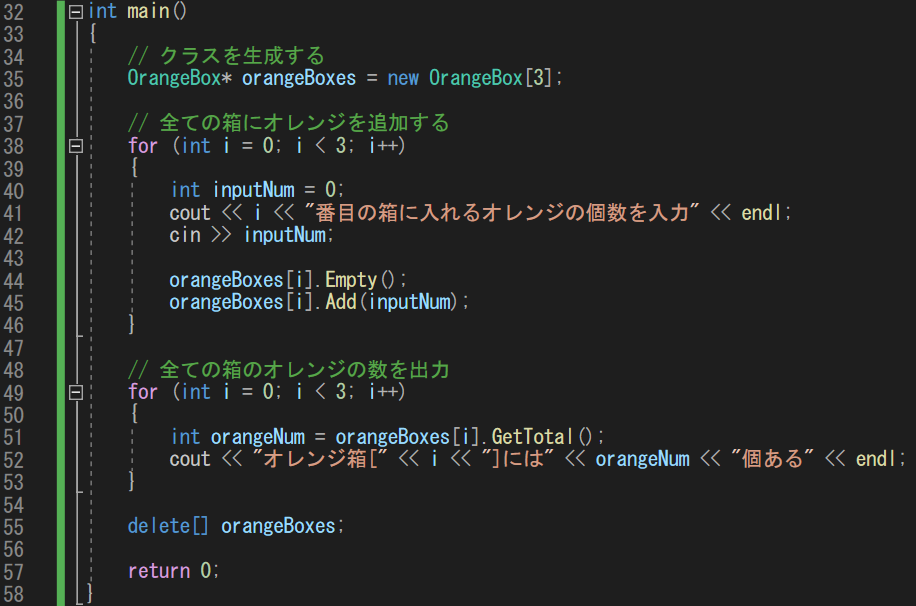 32 int main()
33 {
34 // クラスを生成する
35 OrangeBox* orangeBoxes = new OrangeBox[3];
36
37 // 全ての箱にオレンジを追加する
38 for (int i = 0; i < 3; i++)
39 {
40 int inputNum = 0;
41 cout << i << "番目の箱に入れるオレンジの個数を入力" << endl;
42 cin >> inputNum;
43
44 orangeBoxes[i].Empty();
45 orangeBoxes[i].Add(inputNum);
46 }
47
48 // 全ての箱のオレンジの数を出力
49 for (int i = 0; i < 3; i++)
50 {
51 int orangeNum = orangeBoxes[i].GetTotal();
52 cout << "オレンジ箱[" << i << "]には" << orangeNum << "個ある" << endl;
53 }
54
55 delete[] orangeBoxes;
56
57 return 0;
58 }